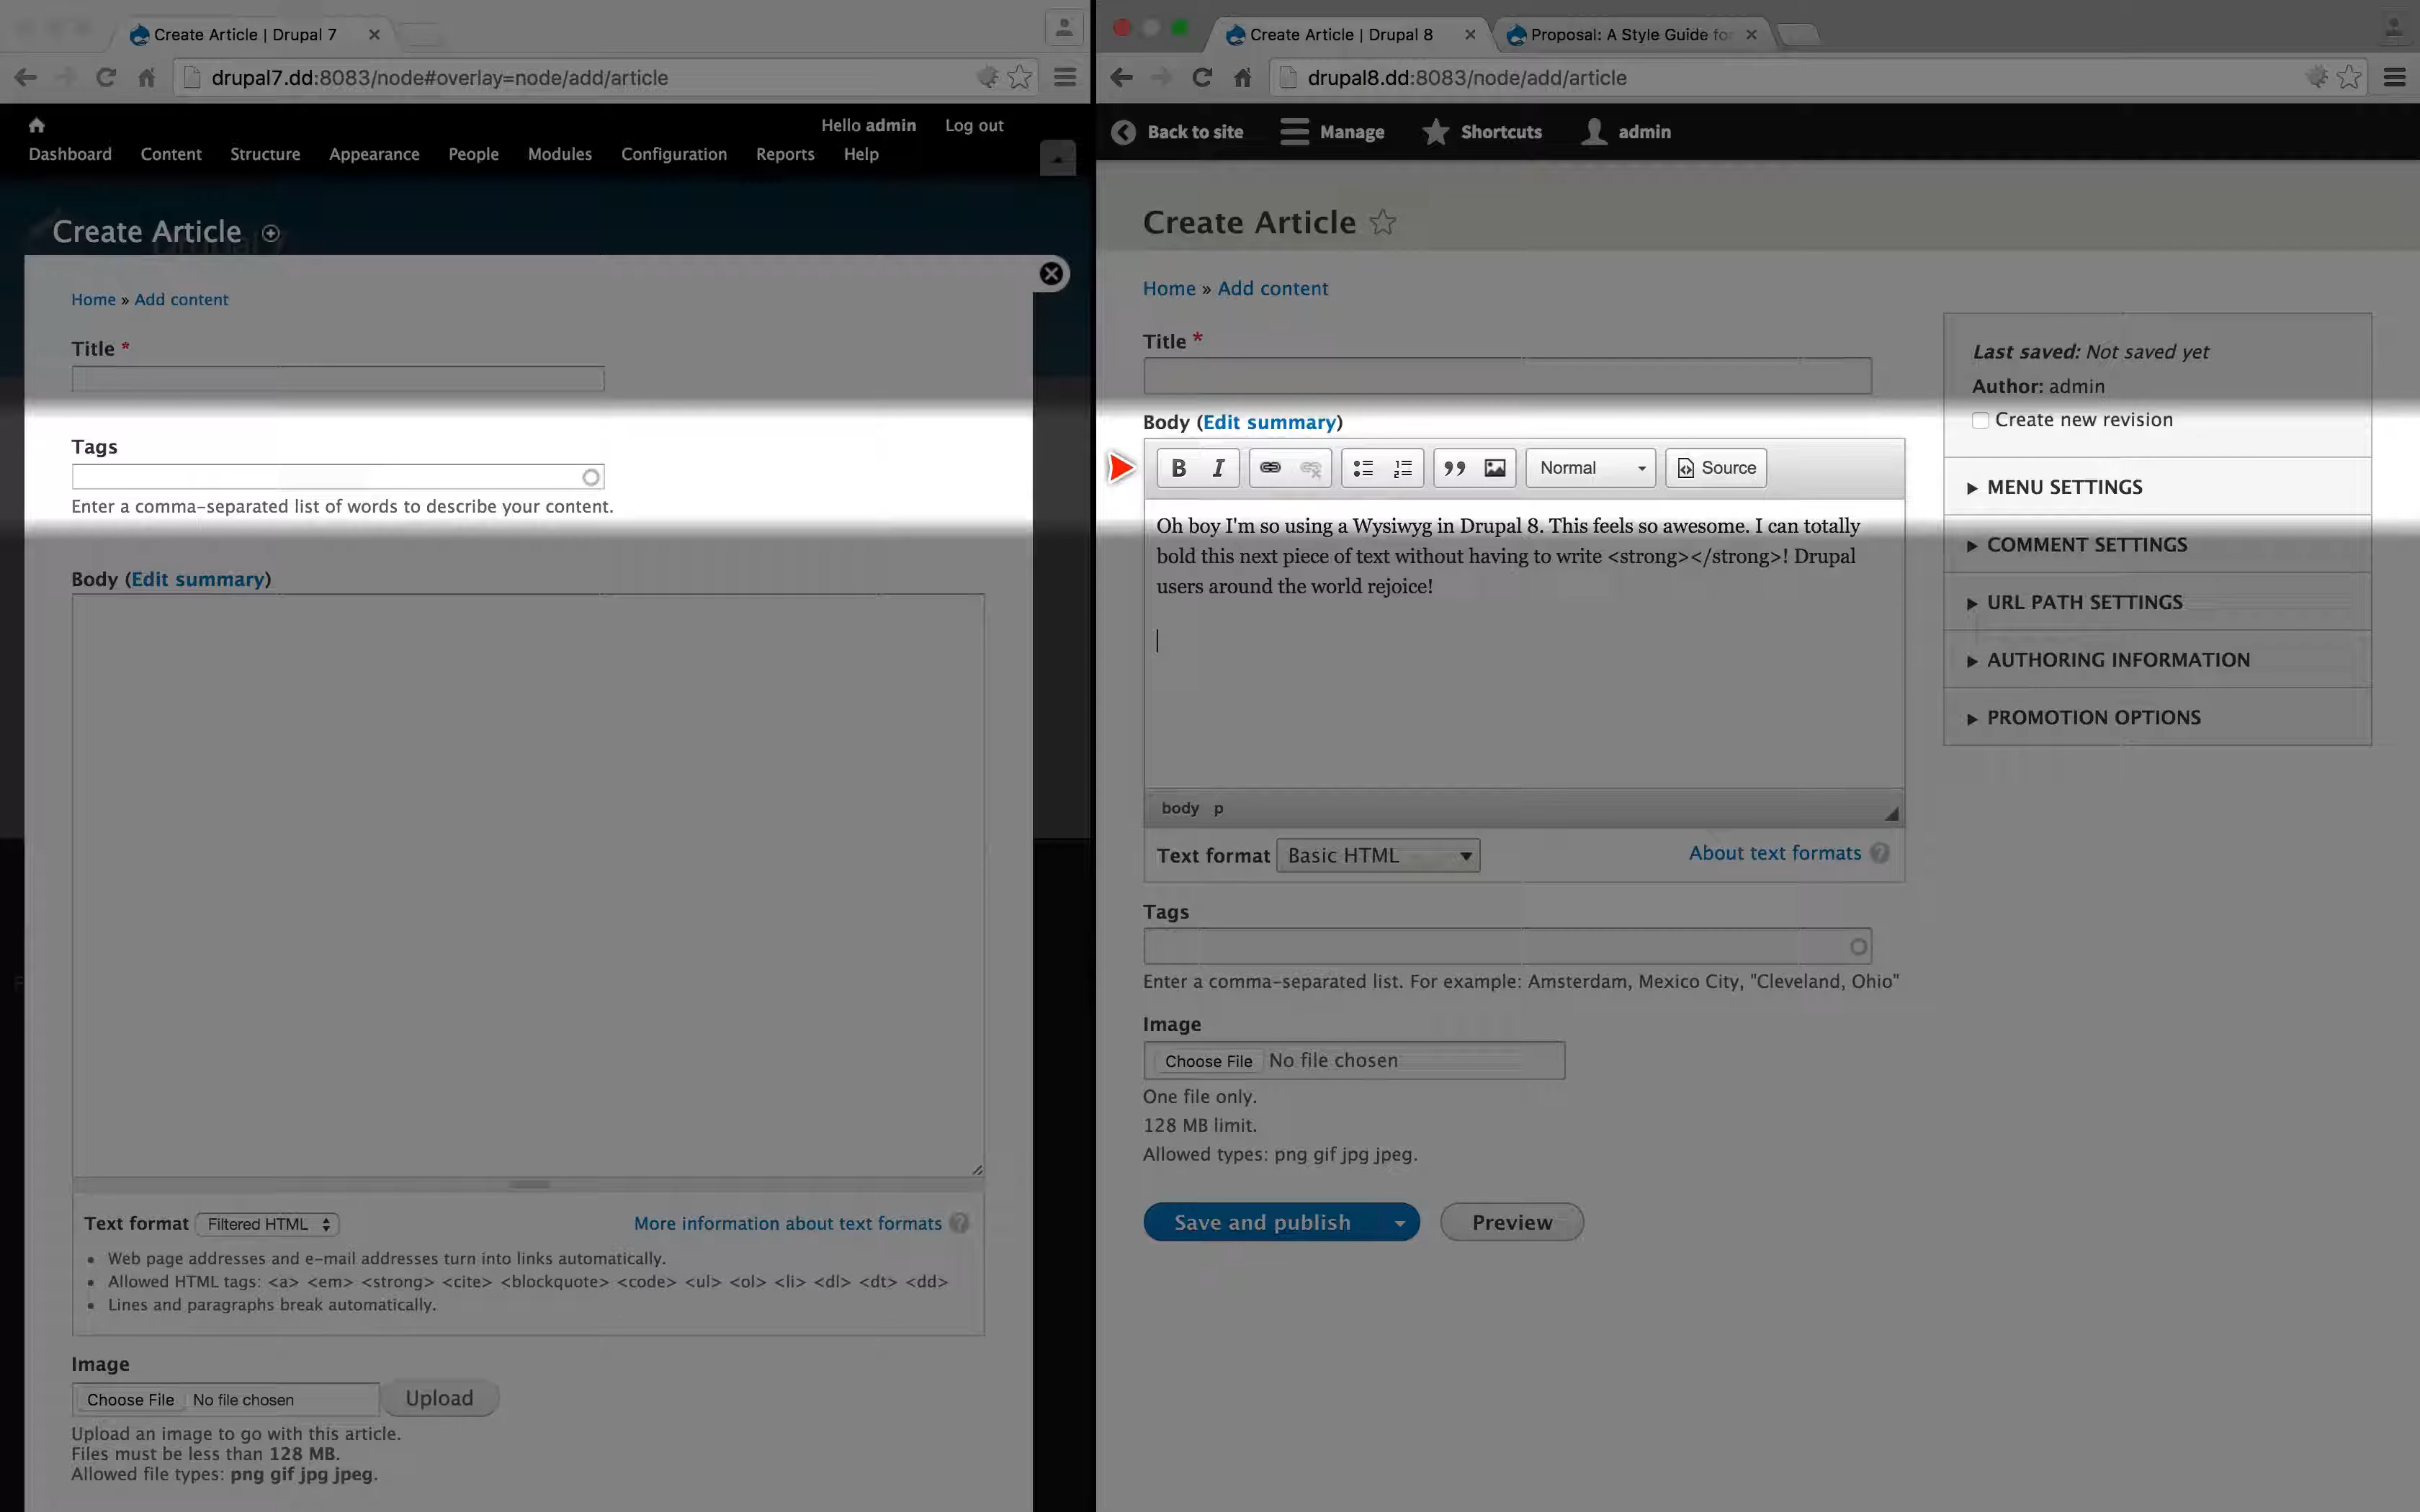 Create Article | Drupal 7
drupal7.dd:8083/node#overlay=node/add/article
Hello admin Log out
Dashboard Content Structure Appearance People Modules Configuration Reports Help
Create Article
Home » Add content
Title *
Tags
Enter a comma-separated list of words to describe your content.
Body (Edit summary)
Text format Filtered HTML More information about text formats ?
• Web page addresses and e-mail addresses turn into links automatically.
• Allowed HTML tags: <a> <em> <strong> <cite> <blockquote> <code> <ul> <ol> <li> <dl> <dt> <dd>
• Lines and paragraphs break automatically.
Image
Choose File No file chosen Upload
Upload an image to go with this article.
Files must be less than 128 MB.
Allowed file types: png gif jpg jpeg.
Create Article | Drupal 8 Proposal: A Style Guide for
drupal8.dd:8083/node/add/article
Back to site Manage Shortcuts admin
Create Article
Home » Add content
Title *
Body (Edit summary)
B I Normal Source
Oh boy I'm so using a Wysiwyg in Drupal 8. This feels so awesome. I can totally
bold this next piece of text without having to write <strong></strong>! Drupal
users around the world rejoice!
body p
Text format Basic HTML About text formats ?
Tags
Enter a comma-separated list. For example: Amsterdam, Mexico City, "Cleveland, Ohio"
Image
Choose File No file chosen
One file only.
128 MB limit.
Allowed types: png gif jpg jpeg.
Save and publish Preview
Last saved: Not saved yet
Author: admin
Create new revision
MENU SETTINGS
COMMENT SETTINGS
URL PATH SETTINGS
AUTHORING INFORMATION
PROMOTION OPTIONS